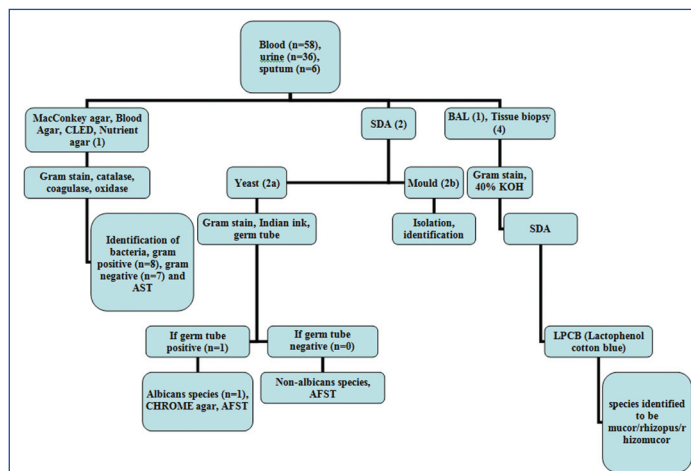 Blood (n=58),
urine (n=36),
sputum (n=6)
MacConkey agar, Blood
Agar, CLED, Nutrient
agar (1)
SDA (2)
BAL (1), Tissue biopsy
(4)
Gram stain, catalase,
coagulase, oxidase
Yeast (2a)
Mould (2b)
Gram stain,
40% KOH
Identification of
bacteria, gram
positive (n=8), gram
negative (n=7) and
AST
Gram stain, Indian ink,
germ tube
Isolation,
identification
SDA
If germ tube
positive (n=1)
If germ tube
negative (n=0)
LPCB (Lactophenol
cotton blue)
Albicans species (n=1),
CHROME agar, AFST
Non-albicans species,
AFST
species identified
to be
mucor/rhizopus/r
hizomucor